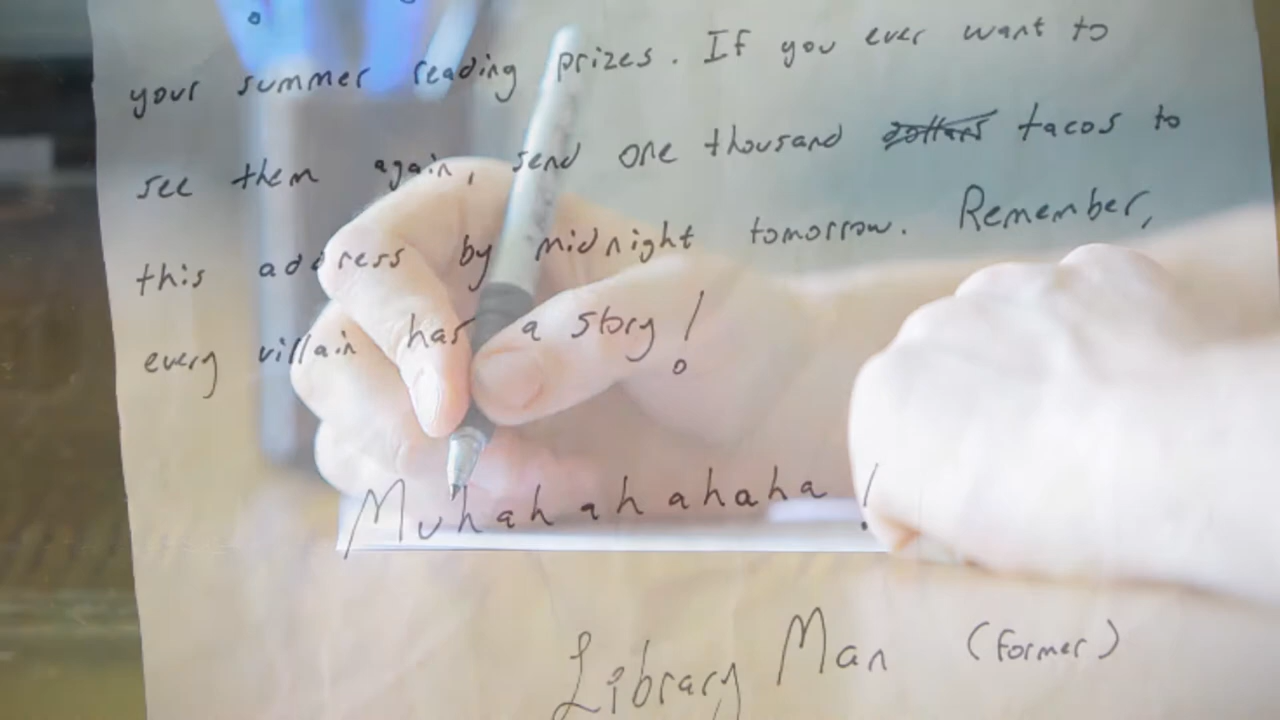 your summer reading prizes. If you ever want to
see them again, send one thousand dollars tacos to
this address by midnight tomorrow. Remember,
every villain has a story!
Muhahahahaha!
Library Man (Former)